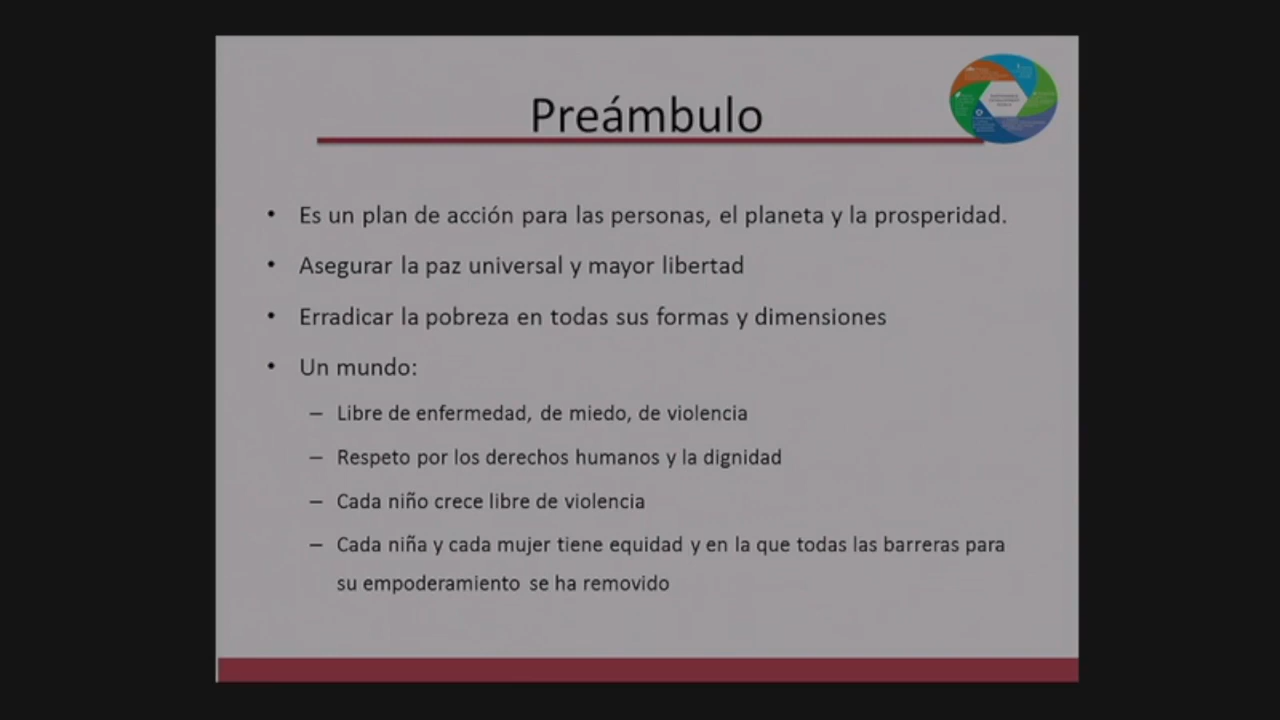 Preámbulo
• Es un plan de acción para las personas, el planeta y la prosperidad.
• Asegurar la paz universal y mayor libertad
• Erradicar la pobreza en todas sus formas y dimensiones
• Un mundo:
– Libre de enfermedad, de miedo, de violencia
– Respeto por los derechos humanos y la dignidad
– Cada niño crece libre de violencia
– Cada niña y cada mujer tiene equidad y en la que todas las barreras para
su empoderamiento se ha removido